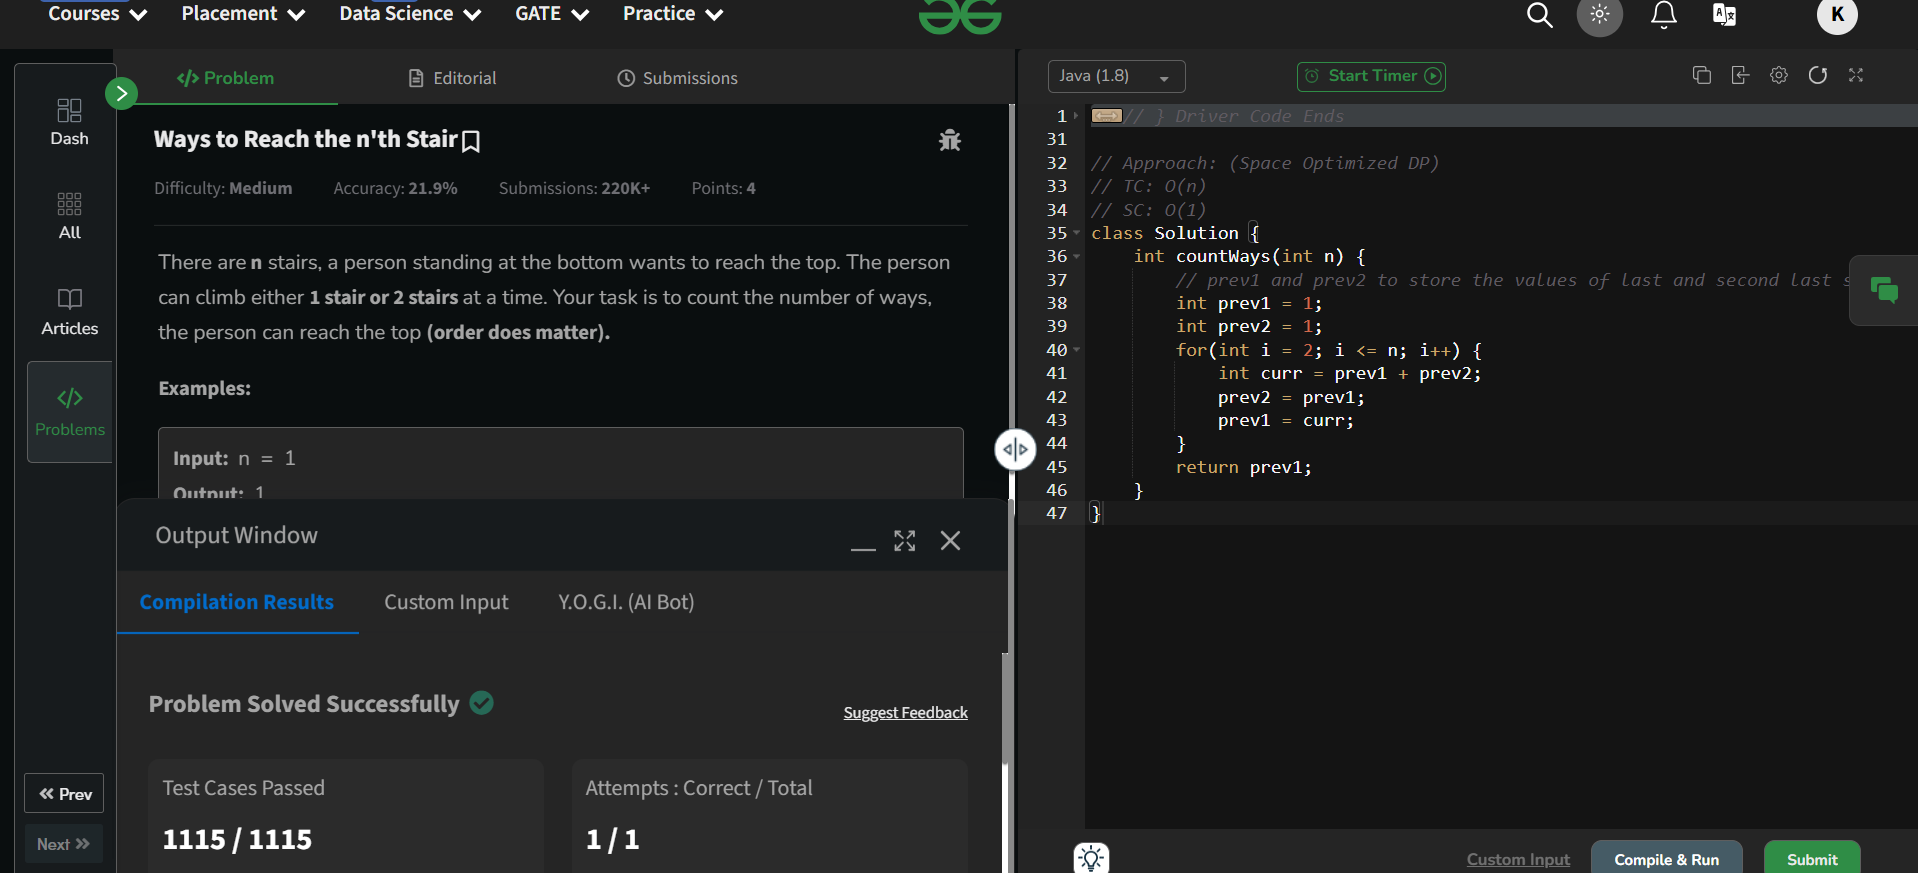 Courses Placement Data Science GATE Practice
K
Dash
All
Articles
Problems
Prev
Next
Problem Editorial Submissions
Ways to Reach the n'th Stair
Difficulty: Medium Accuracy: 21.9% Submissions: 220K+ Points: 4
There are n stairs, a person standing at the bottom wants to reach the top. The person
can climb either 1 stair or 2 stairs at a time. Your task is to count the number of ways,
the person can reach the top (order does matter).
Examples:
Input: n = 1
Output: 1
Output Window
Compilation Results Custom Input Y.O.G.I. (AI Bot)
Problem Solved Successfully
Suggest Feedback
Test Cases Passed
1115 / 1115
Attempts : Correct / Total
1 / 1
Java (1.8) Start Timer
1 // } Driver Code Ends
31
32 // Approach: (Space Optimized DP)
33 // TC: O(n)
34 // SC: O(1)
35 class Solution {
36 int countWays(int n) {
37 // prev1 and prev2 to store the values of last and second last s
38 int prev1 = 1;
39 int prev2 = 1;
40 for(int i = 2; i <= n; i++) {
41 int curr = prev1 + prev2;
42 prev2 = prev1;
43 prev1 = curr;
44 }
45 return prev1;
46 }
47 }
Custom Input Compile & Run Submit